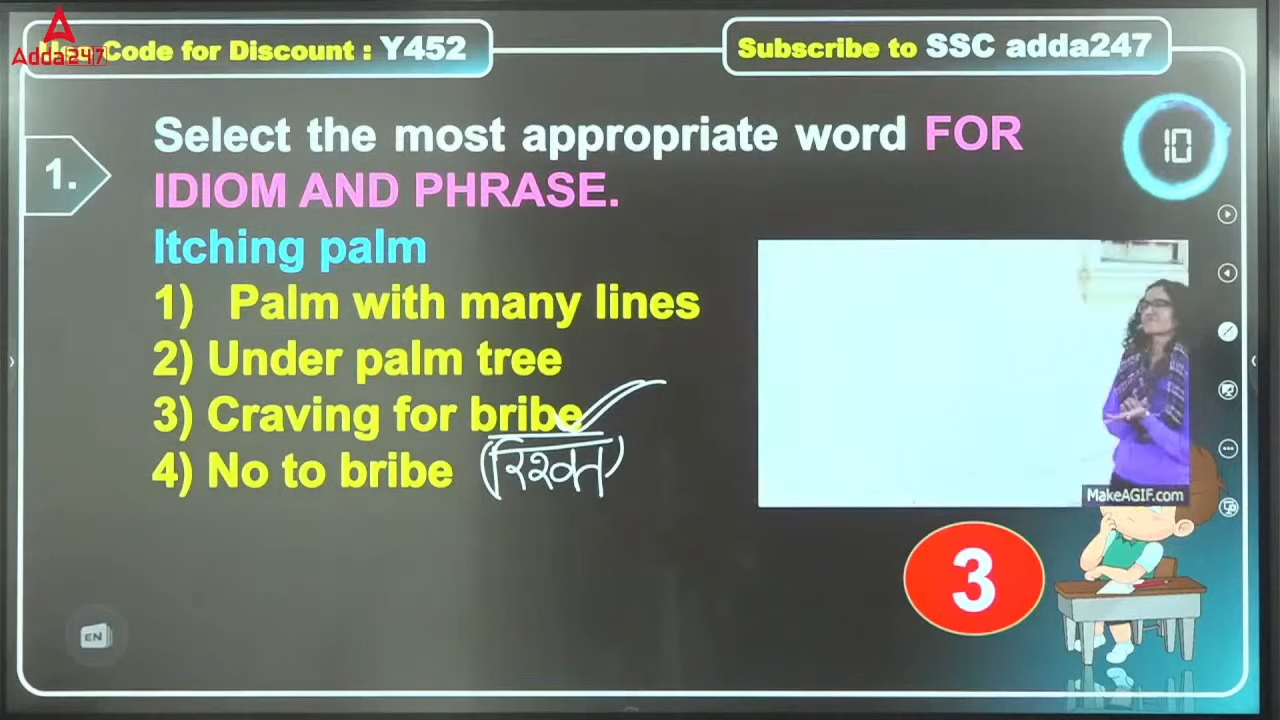 Adda247
Code for Discount : Y452
Subscribe to SSC adda247
1.
Select the most appropriate word FOR
IDIOM AND PHRASE.
10
Itching palm
1) Palm with many lines
2) Under palm tree
3) Craving for bribe
4) No to bribe (रिश्वत)
MakeAGIF.com
3
EN